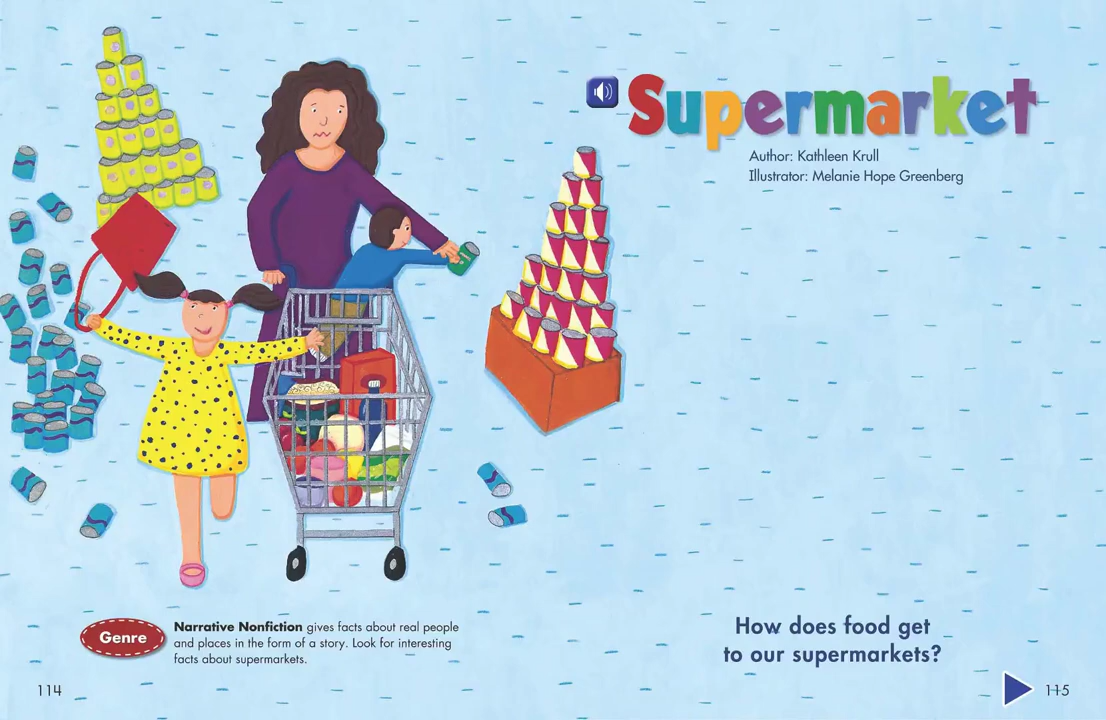 Supermarket
Author: Kathleen Krull
Illustrator: Melanie Hope Greenberg
Genre
Narrative Nonfiction gives facts about real people
and places in the form of a story. Look for interesting
facts about supermarkets.
How does food get
to our supermarkets?
114
115